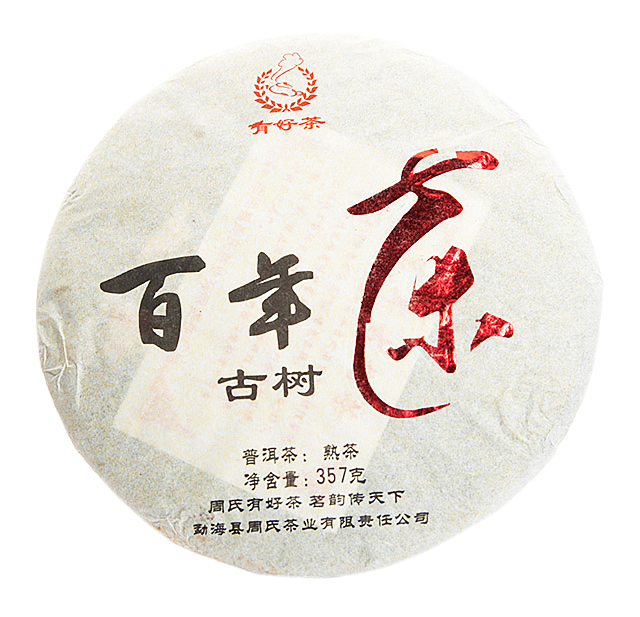 有好茶
百年
茶
古树
普洱茶：熟茶
净含量：357克
周氏有好茶 茗韵传天下
勐海县周氏茶业有限责任公司